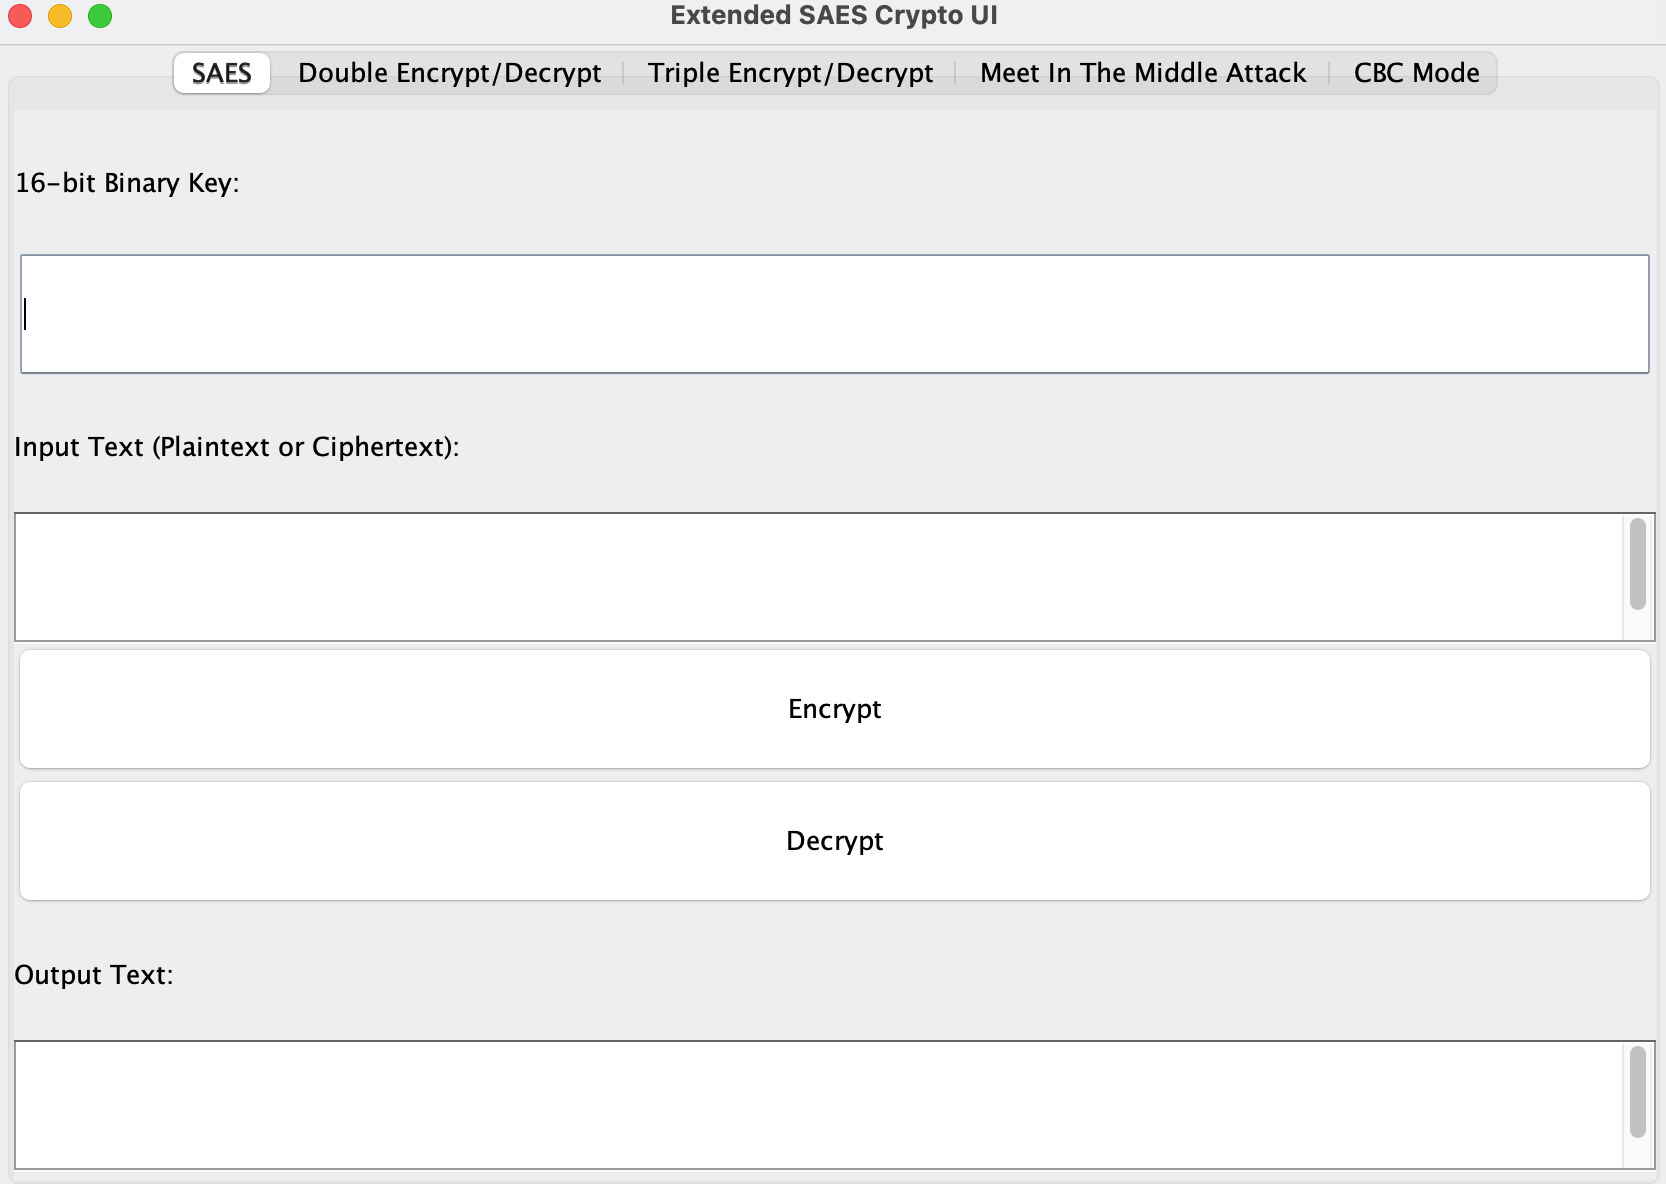 Extended SAES Crypto UI
SAES Double Encrypt/Decrypt Triple Encrypt/Decrypt Meet In The Middle Attack CBC Mode
16-bit Binary Key:
Input Text (Plaintext or Ciphertext):
Encrypt
Decrypt
Output Text: